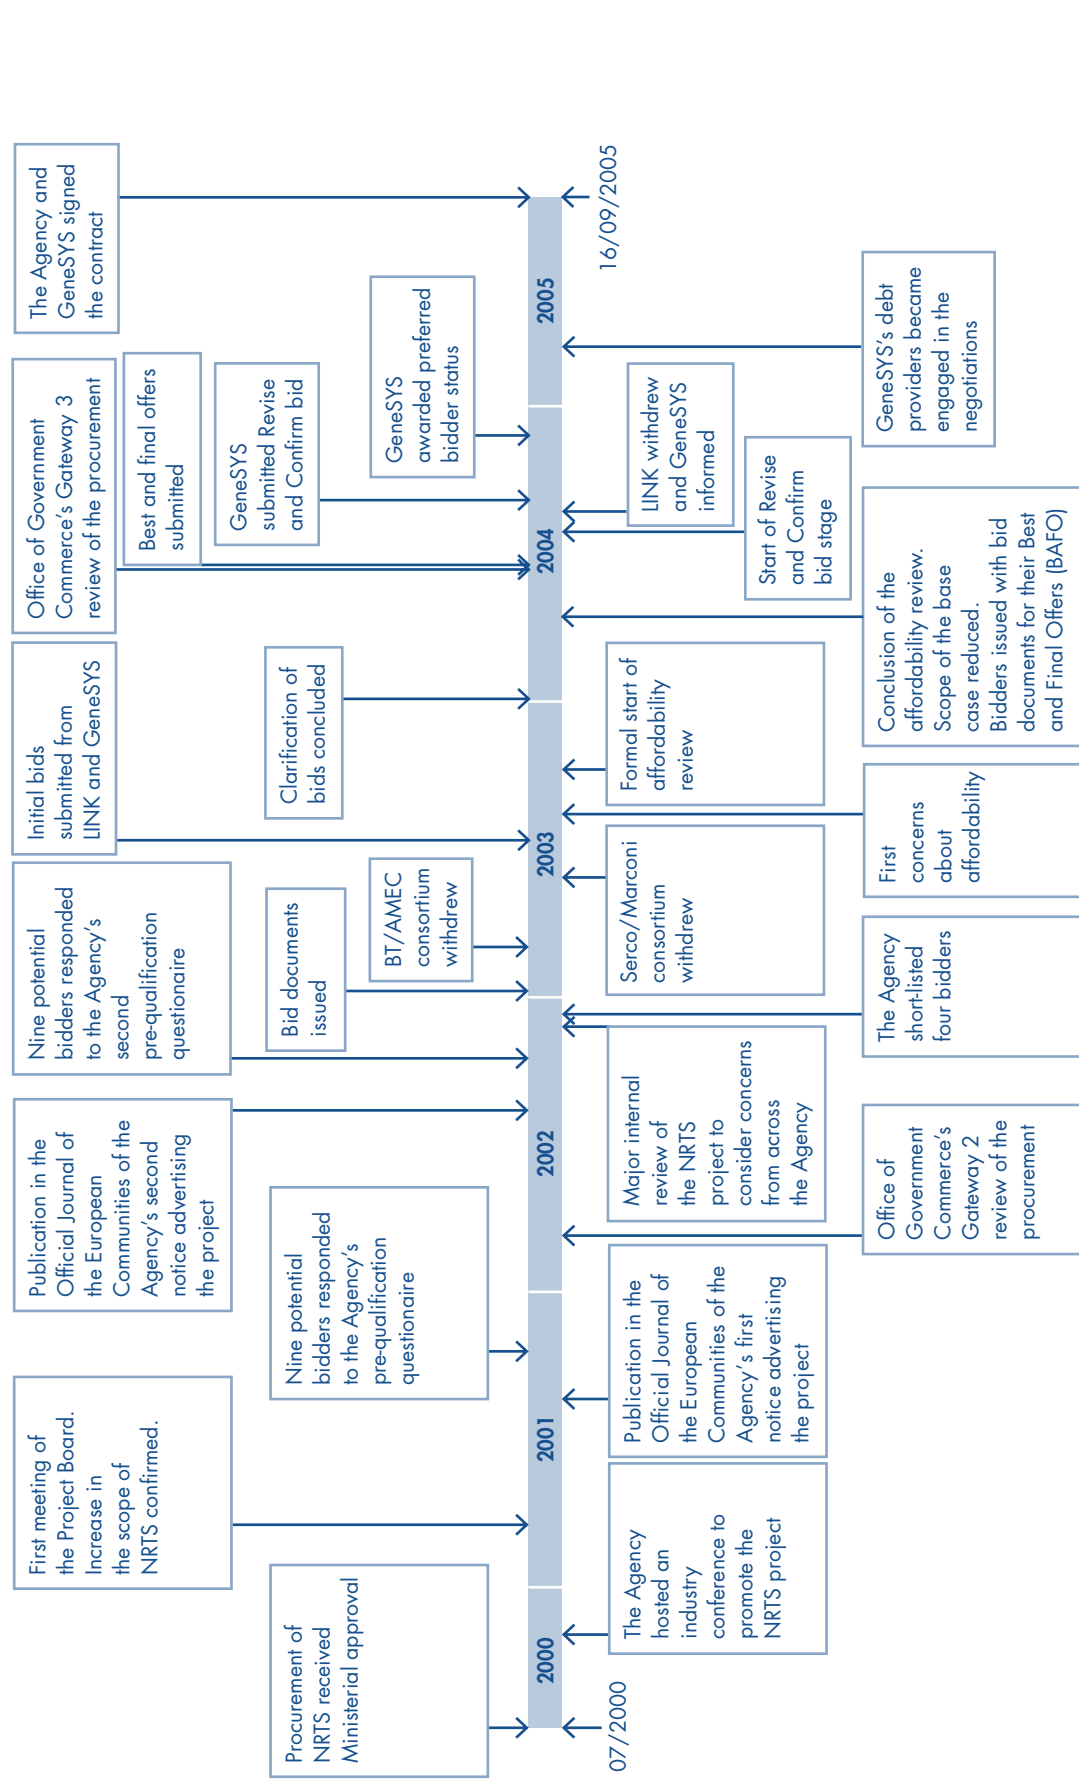 Procurement of
NRTS received
Ministerial approval
First meeting of
the Project Board.
Increase in
the scope of
NRTS confirmed.
Nine potential
bidders responded
to the Agency's
pre-qualification
questionaire
Publication in the
Official Journal of
the European
Communities of the
Agency's second
notice advertising
the project
Nine potential
bidders responded
to the Agency's
second
pre-qualification
questionaire
Bid documents
issued
BT/AMEC
consortium
withdrew
Initial bids
submitted from
LINK and GeneSYS
Clarification of
bids concluded
Office of Government
Commerce's Gateway 3
review of the procurement
Best and final offers
submitted
GeneSYS
submitted Revise
and Confirm bid
GeneSYS
awarded preferred
bidder status
The Agency and
GeneSYS signed
the contract
2000
2001
2002
2003
2004
2005
07/2000
16/09/2005
The Agency
hosted an
industry
conference to
promote the
NRTS project
Publication in the
Official Journal of
the European
Communities of the
Agency's first
notice advertising
the project
Office of
Government
Commerce's
Gateway 2
review of the
procurement
Major internal
review of
the NRTS
project to
consider concerns
from across
the Agency
The Agency
short-listed
four bidders
Serco/Marconi
consortium
withdrew
First
concerns
about
affordability
Formal start of
affordability
review
Conclusion of the
affordability review.
Scope of the base
case reduced.
Bidders issued with bid
documents for their Best
and Final Offers (BAFO)
Start of Revise
and Confirm
bid stage
LINK withdrew
and GeneSYS
informed
GeneSYS's debt
providers became
engaged in the
negotiations